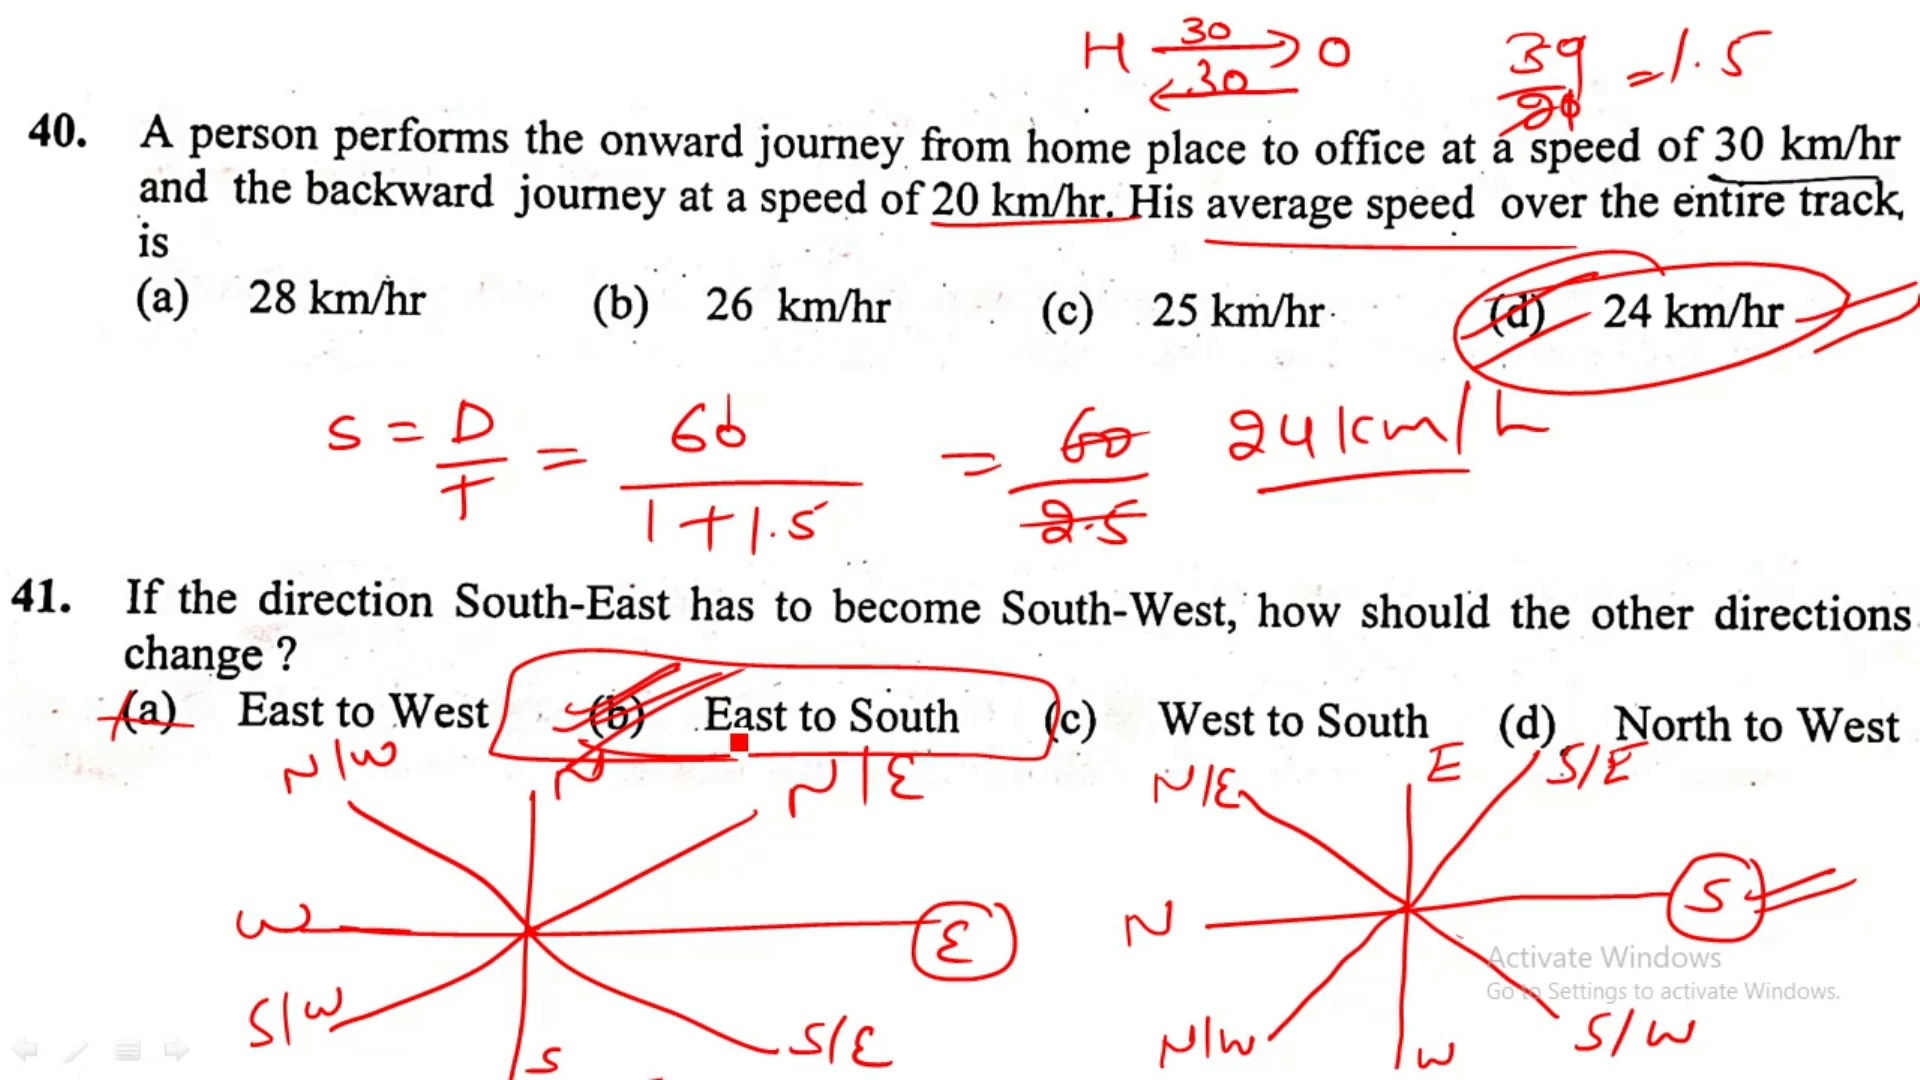 H 30 O 30/20 = 1.5
30
40. A person performs the onward journey from home place to office at a speed of 30 km/hr
and the backward journey at a speed of 20 km/hr. His average speed over the entire track,
is
(a) 28 km/hr (b) 26 km/hr (c) 25 km/hr (d) 24 km/hr
S = D/T = 60/1+1.5 = 60/2.5 24 km/h
41. If the direction South-East has to become South-West, how should the other directions
change ?
(a) East to West (b) East to South (c) West to South (d) North to West
N/W N N/E N/E E S/E
W E N S
Activate Windows
Go to Settings to activate Windows.
S/W S S/E N/W W S/W